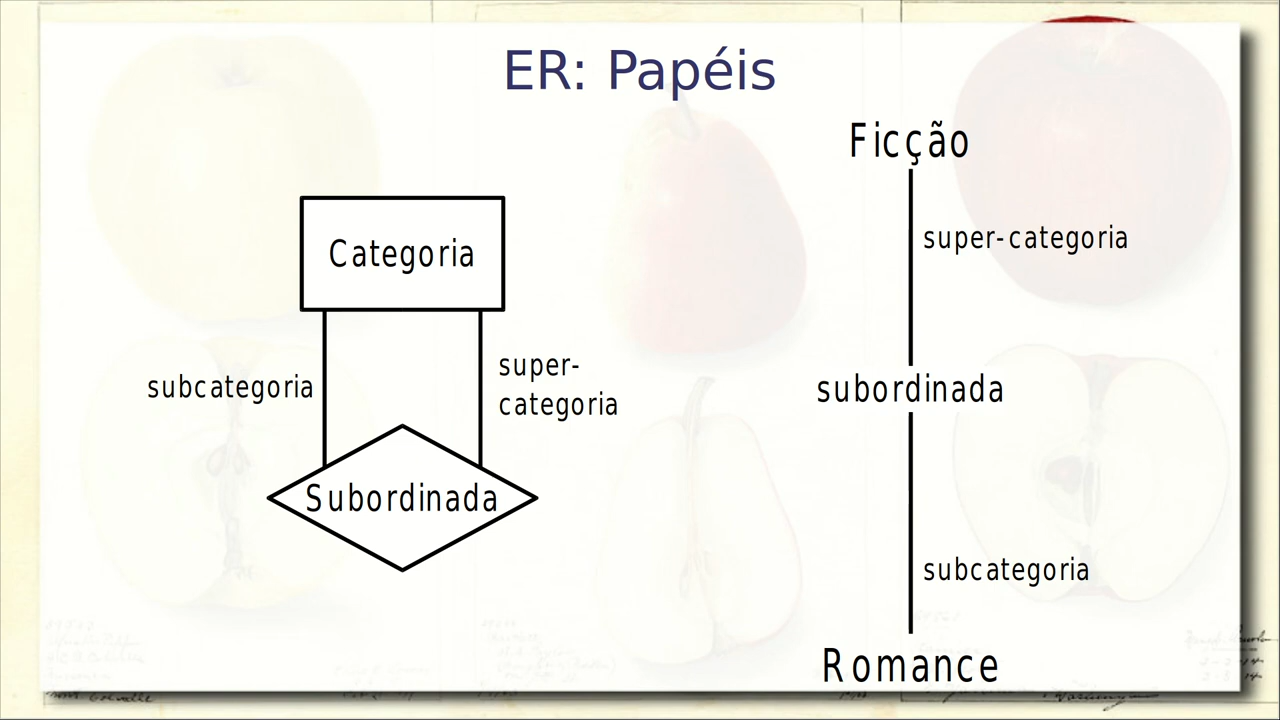 ER: Papéis
Categoria
subcategoria
super-
categoria
Subordinada
Ficção
super-categoria
subordinada
subcategoria
Romance